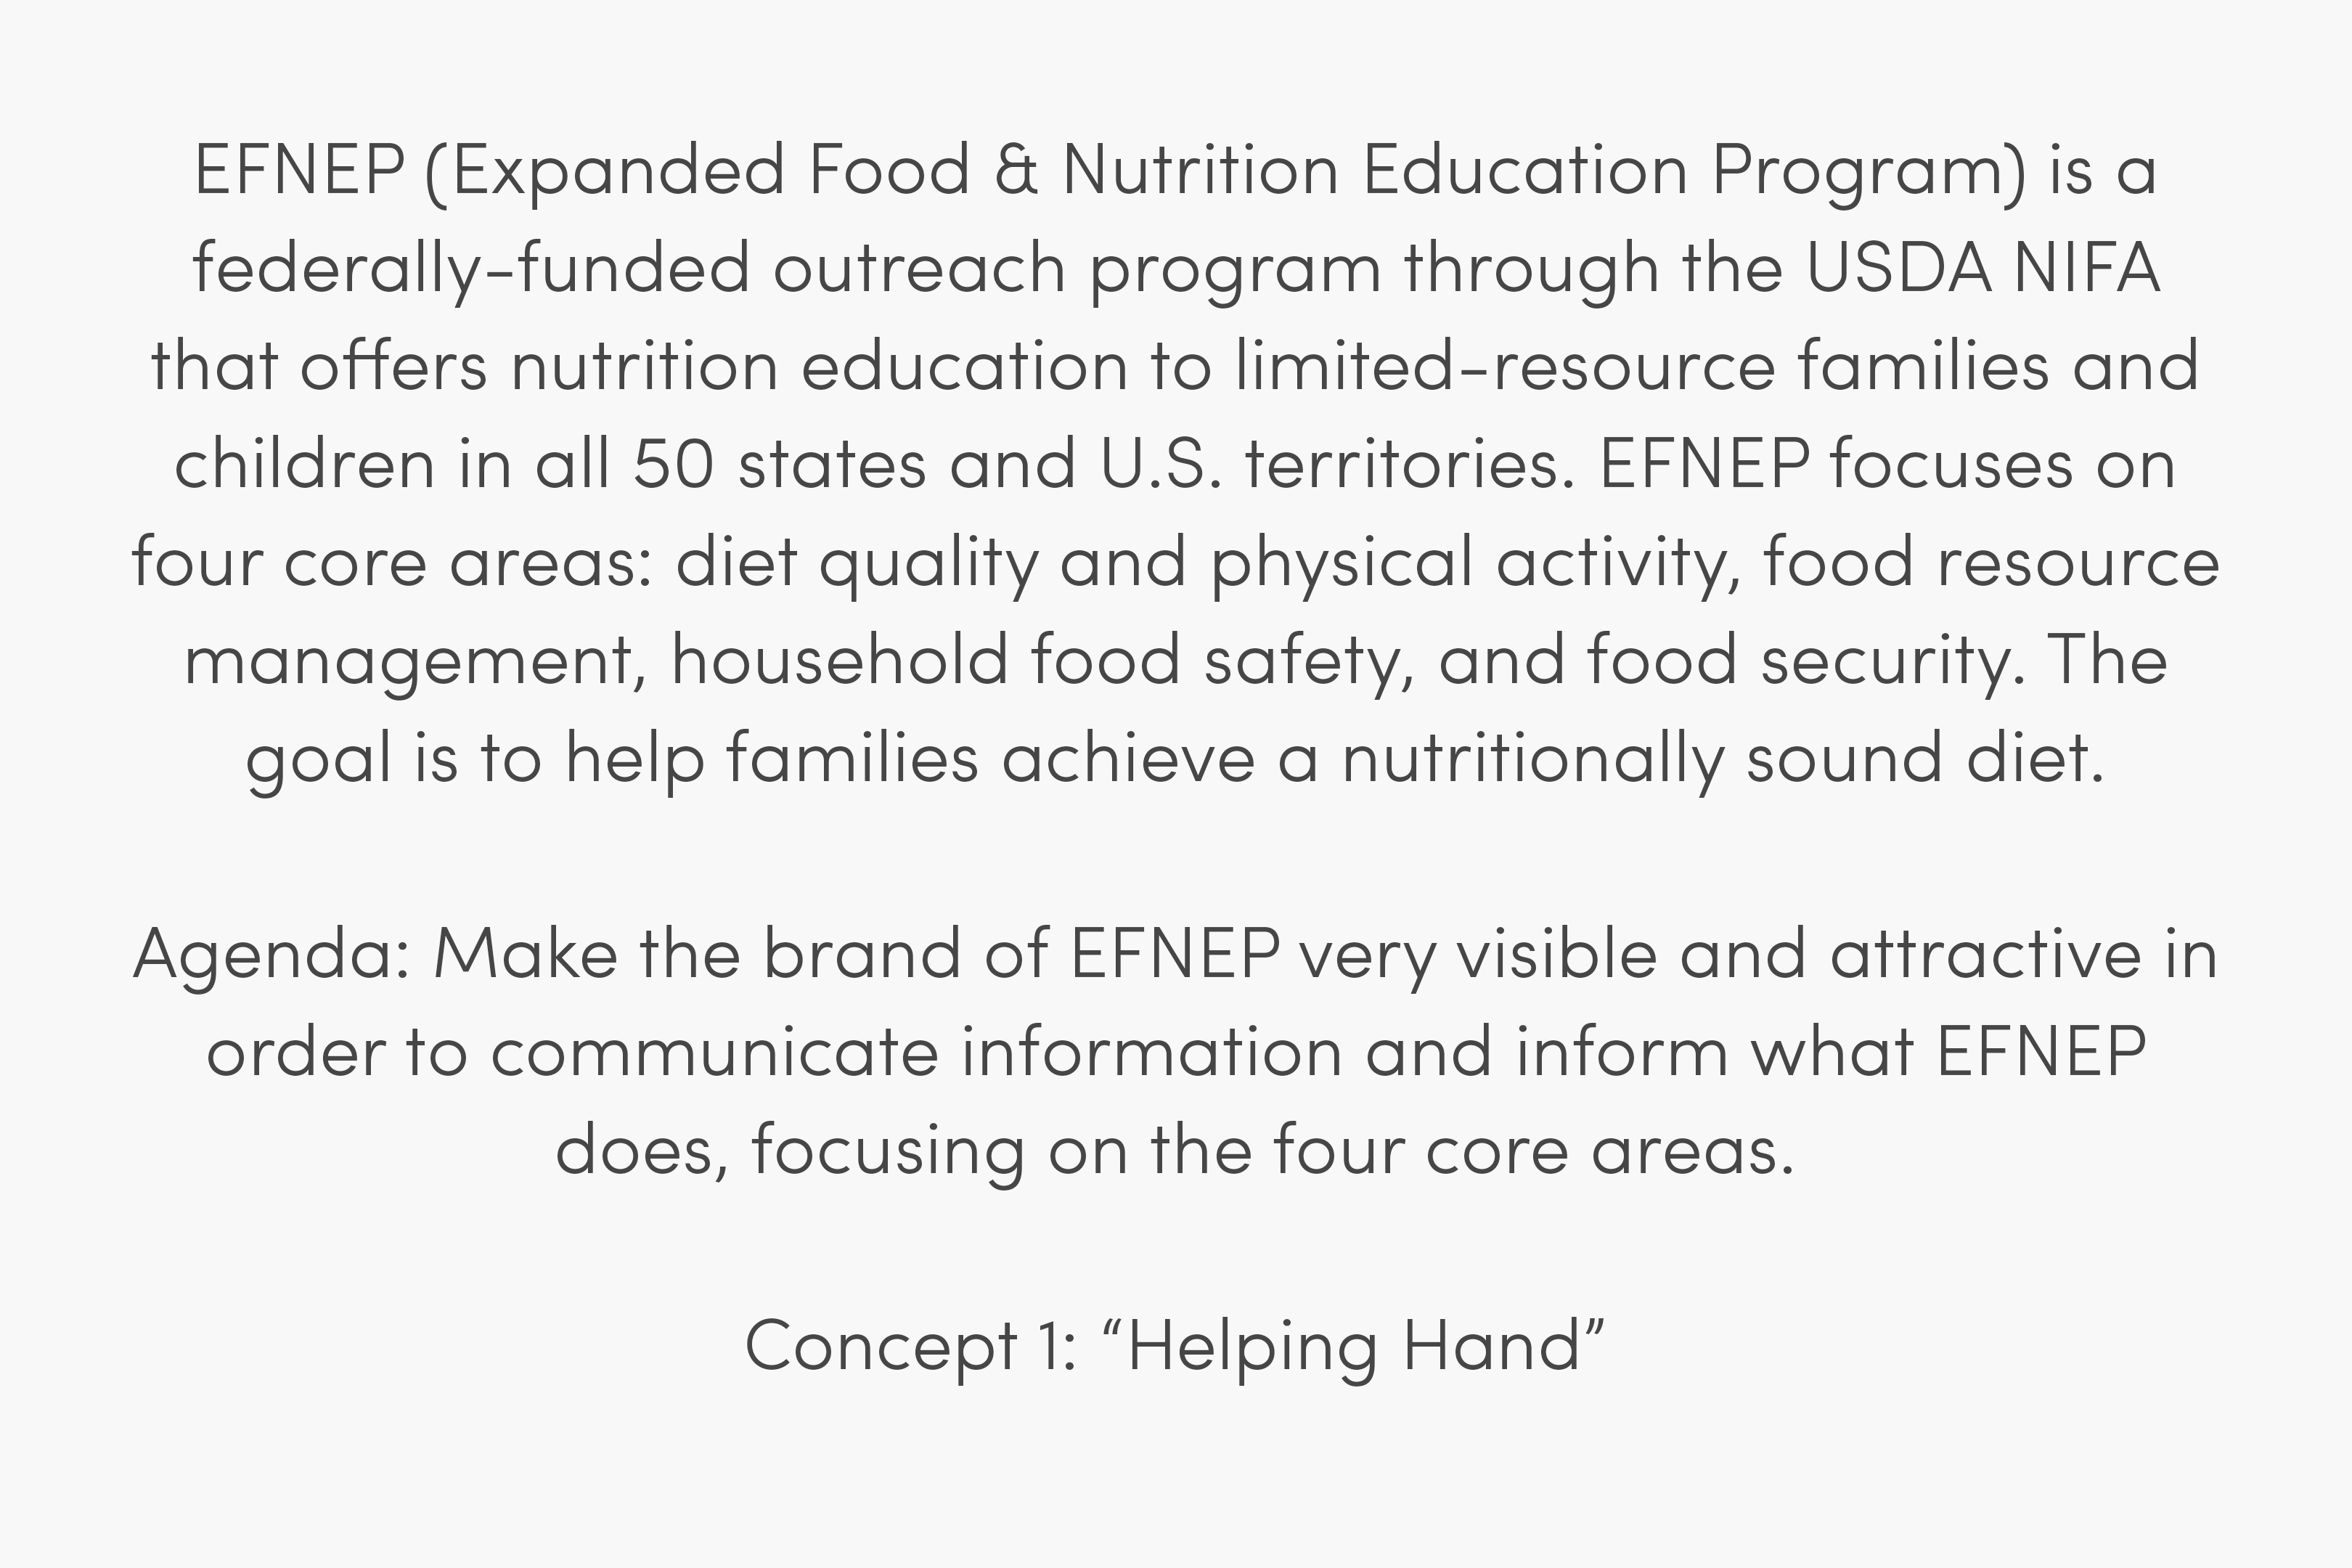 EFNEP (Expanded Food & Nutrition Education Program) is a
federally-funded outreach program through the USDA NIFA
that offers nutrition education to limited-resource families and
children in all 50 states and U.S. territories. EFNEP focuses on
four core areas: diet quality and physical activity, food resource
management, household food safety, and food security. The
goal is to help families achieve a nutritionally sound diet.
Agenda: Make the brand of EFNEP very visible and attractive in
order to communicate information and inform what EFNEP
does, focusing on the four core areas.
Concept 1: “Helping Hand”